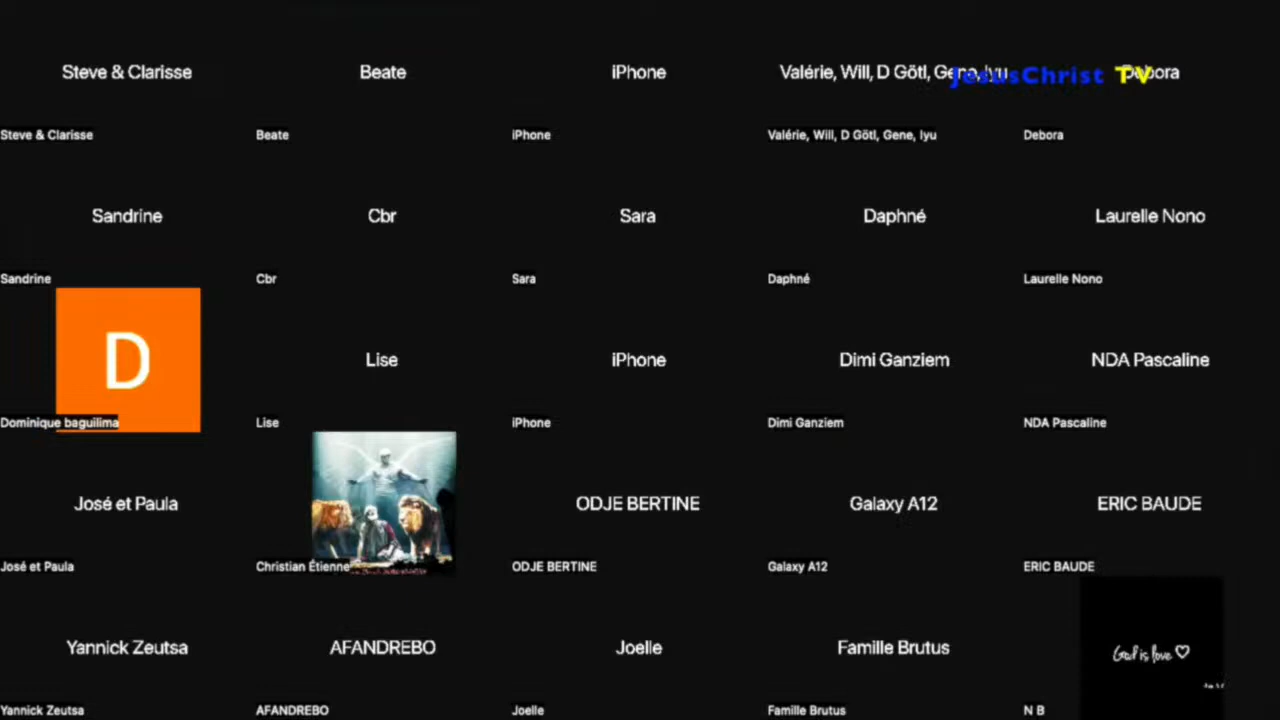 Steve & Clarisse
Beate
iPhone
Valérie, Will, D Götl, Gene, Iyu
Debora
JesusChrist TV
Steve & Clarisse
Beate
iPhone
Valérie, Will, D Götl, Gene, Iyu
Debora
Sandrine
Cbr
Sara
Daphné
Laurelle Nono
Sandrine
Cbr
Sara
Daphné
Laurelle Nono
D
Lise
iPhone
Dimi Ganziem
NDA Pascaline
Dominique baguilima
Lise
iPhone
Dimi Ganziem
NDA Pascaline
José et Paula
ODJE BERTINE
Galaxy A12
ERIC BAUDE
José et Paula
Christian Étienne
ODJE BERTINE
Galaxy A12
ERIC BAUDE
Yannick Zeutsa
AFANDREBO
Joelle
Famille Brutus
God is love ♡
Yannick Zeutsa
AFANDREBO
Joelle
Famille Brutus
N B